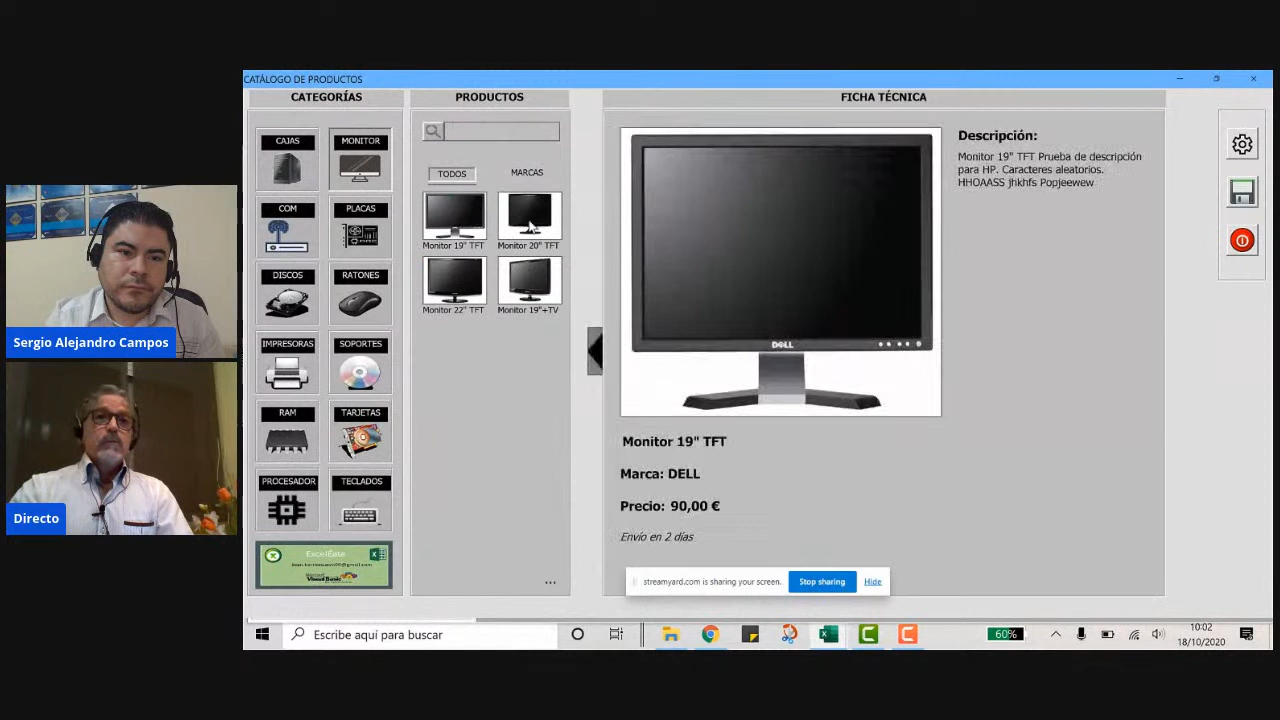 CATÁLOGO DE PRODUCTOS
CATEGORÍAS
PRODUCTOS
FICHA TÉCNICA
CAJAS
MONITOR
COM
PLACAS
DISCOS
RATONES
IMPRESORAS
SOPORTES
RAM
TARJETAS
PROCESADOR
TECLADOS
ExcelÉate
Visual Basic
TODOS
MARCAS
Monitor 19" TFT
Monitor 20" TFT
Monitor 22" TFT
Monitor 19"+TV
...
DELL
Descripción:
Monitor 19" TFT Prueba de descripción
para HP. Caracteres aleatorios.
HHOAASS jhkhfs Popjeewew
Monitor 19" TFT
Marca: DELL
Precio: 90,00 €
Envío en 2 días
streamyard.com is sharing your screen.
Stop sharing
Hide
Sergio Alejandro Campos
Directo
Escribe aquí para buscar
60%
10:02
18/10/2020